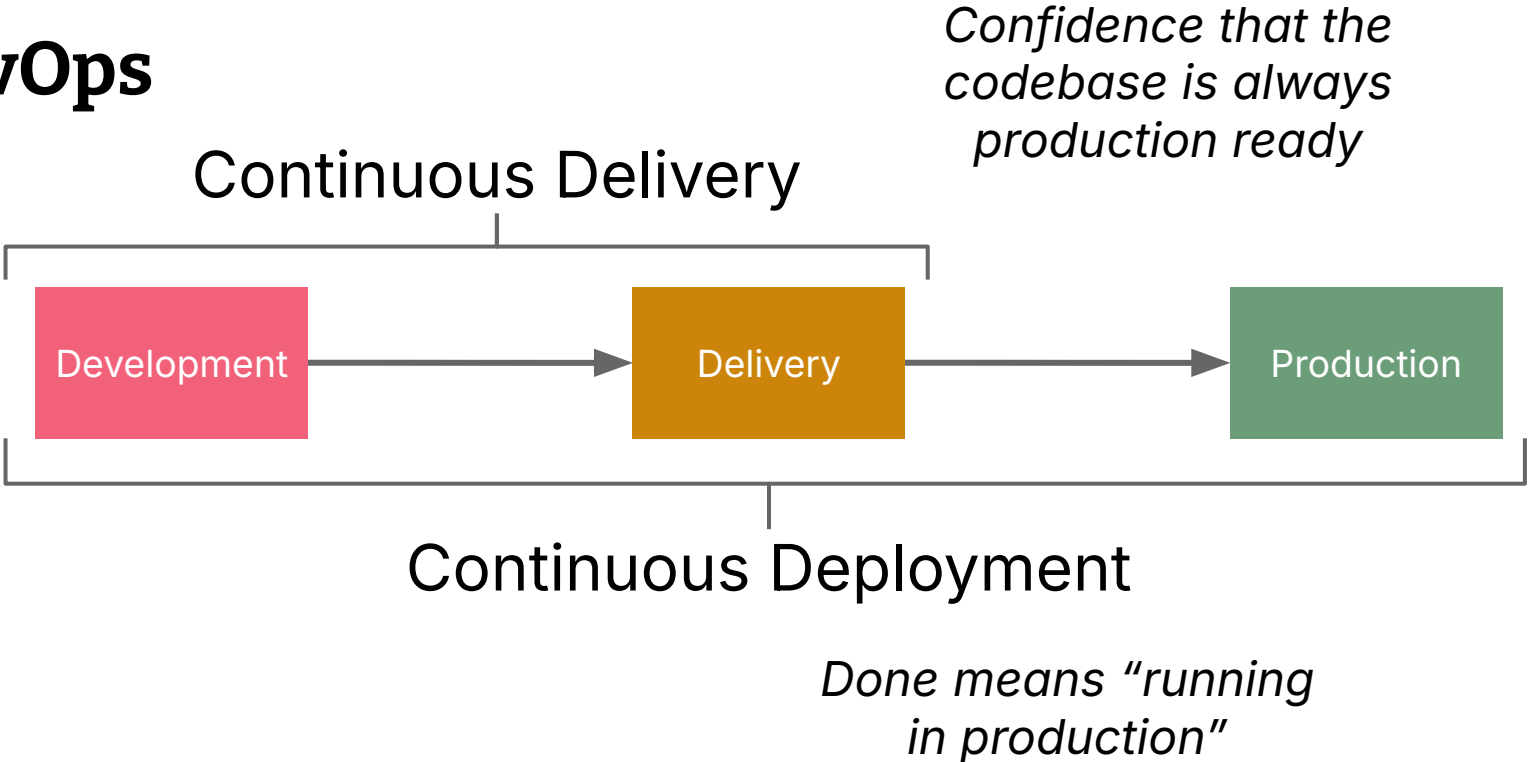 vOps
Confidence that the
codebase is always
production ready
Continuous Delivery
Development
Delivery
Production
Continuous Deployment
Done means “running
in production”